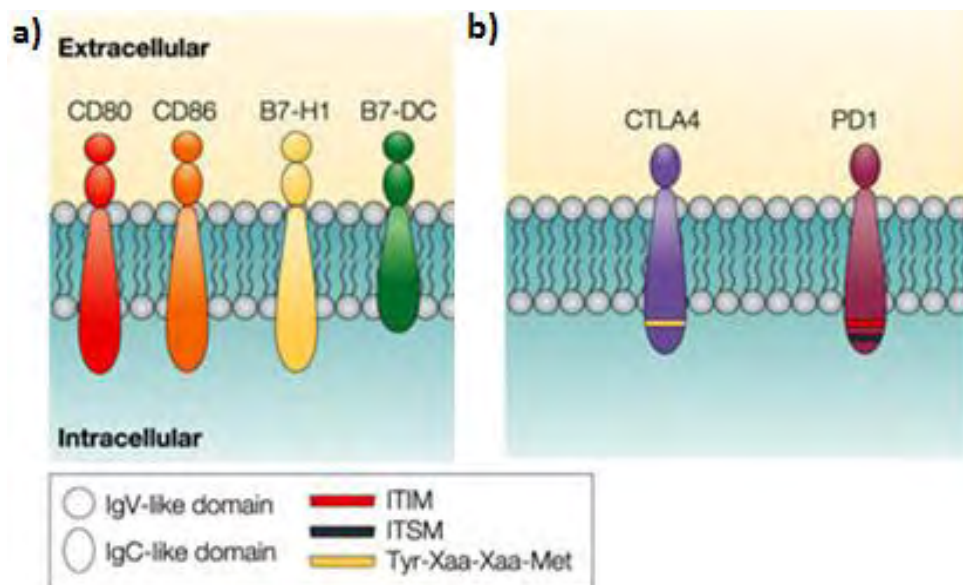 a)
Extracellular
CD80 CD86 B7-H1 B7-DC
Intracellular
b)
CTLA4 PD1
IgV-like domain
IgC-like domain
ITIM
ITSM
Tyr-Xaa-Xaa-Met